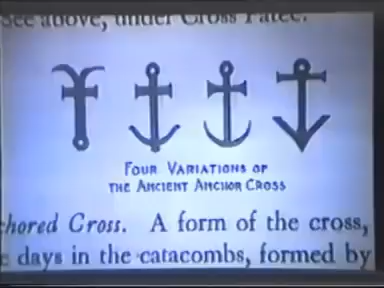 see above, under Cross Patee.
Four Variations of
the Ancient Anchor Cross
chored Cross. A form of the cross,
e days in the catacombs, formed by